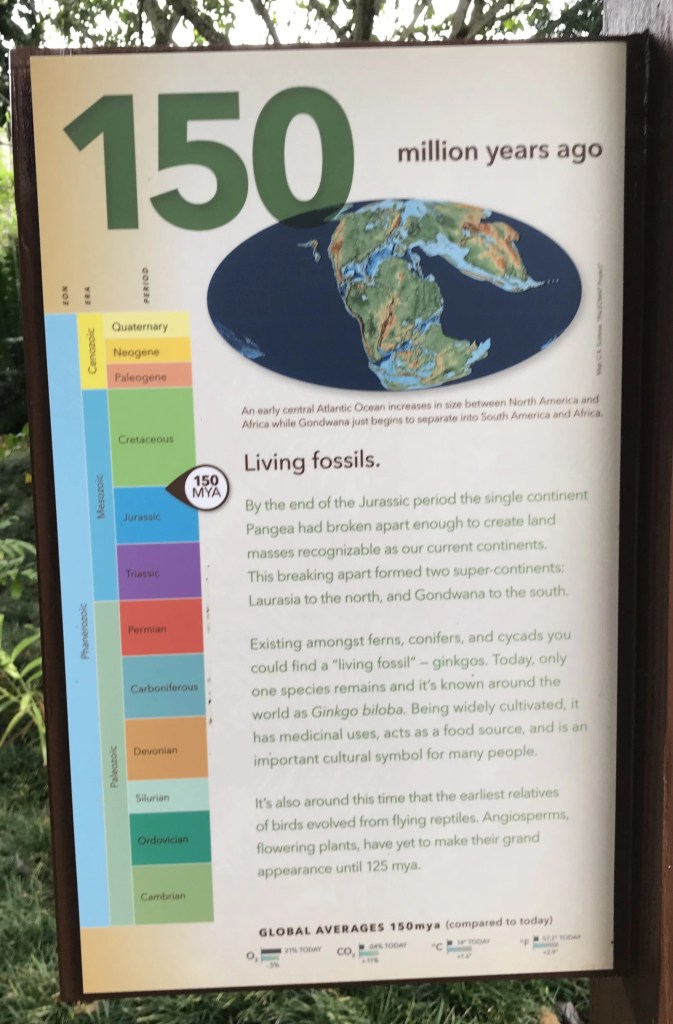 150
million years ago
EON
ERA
PERIOD
Phanerozoic
Cenozoic
Mesozoic
Paleozoic
Quaternary
Neogene
Paleogene
Cretaceous
150
MYA
Jurassic
Triassic
Permian
Carboniferous
Devonian
Silurian
Ordovician
Cambrian
An early central Atlantic Ocean increases in size between North America and
Africa while Gondwana just begins to separate into South America and Africa.
Living fossils.
By the end of the Jurassic period the single continent
Pangea had broken apart enough to create land
masses recognizable as our current continents.
This breaking apart formed two super-continents:
Laurasia to the north, and Gondwana to the south.
Existing amongst ferns, conifers, and cycads you
could find a "living fossil" – ginkgos. Today, only
one species remains and it's known around the
world as Ginkgo biloba. Being widely cultivated, it
has medicinal uses, acts as a food source, and is an
important cultural symbol for many people.
It's also around this time that the earliest relatives
of birds evolved from flying reptiles. Angiosperms,
flowering plants, have yet to make their grand
appearance until 125 mya.
GLOBAL AVERAGES 150mya (compared to today)
O₂ 21% TODAY
CO₂ TODAY
°C TODAY
°F TODAY